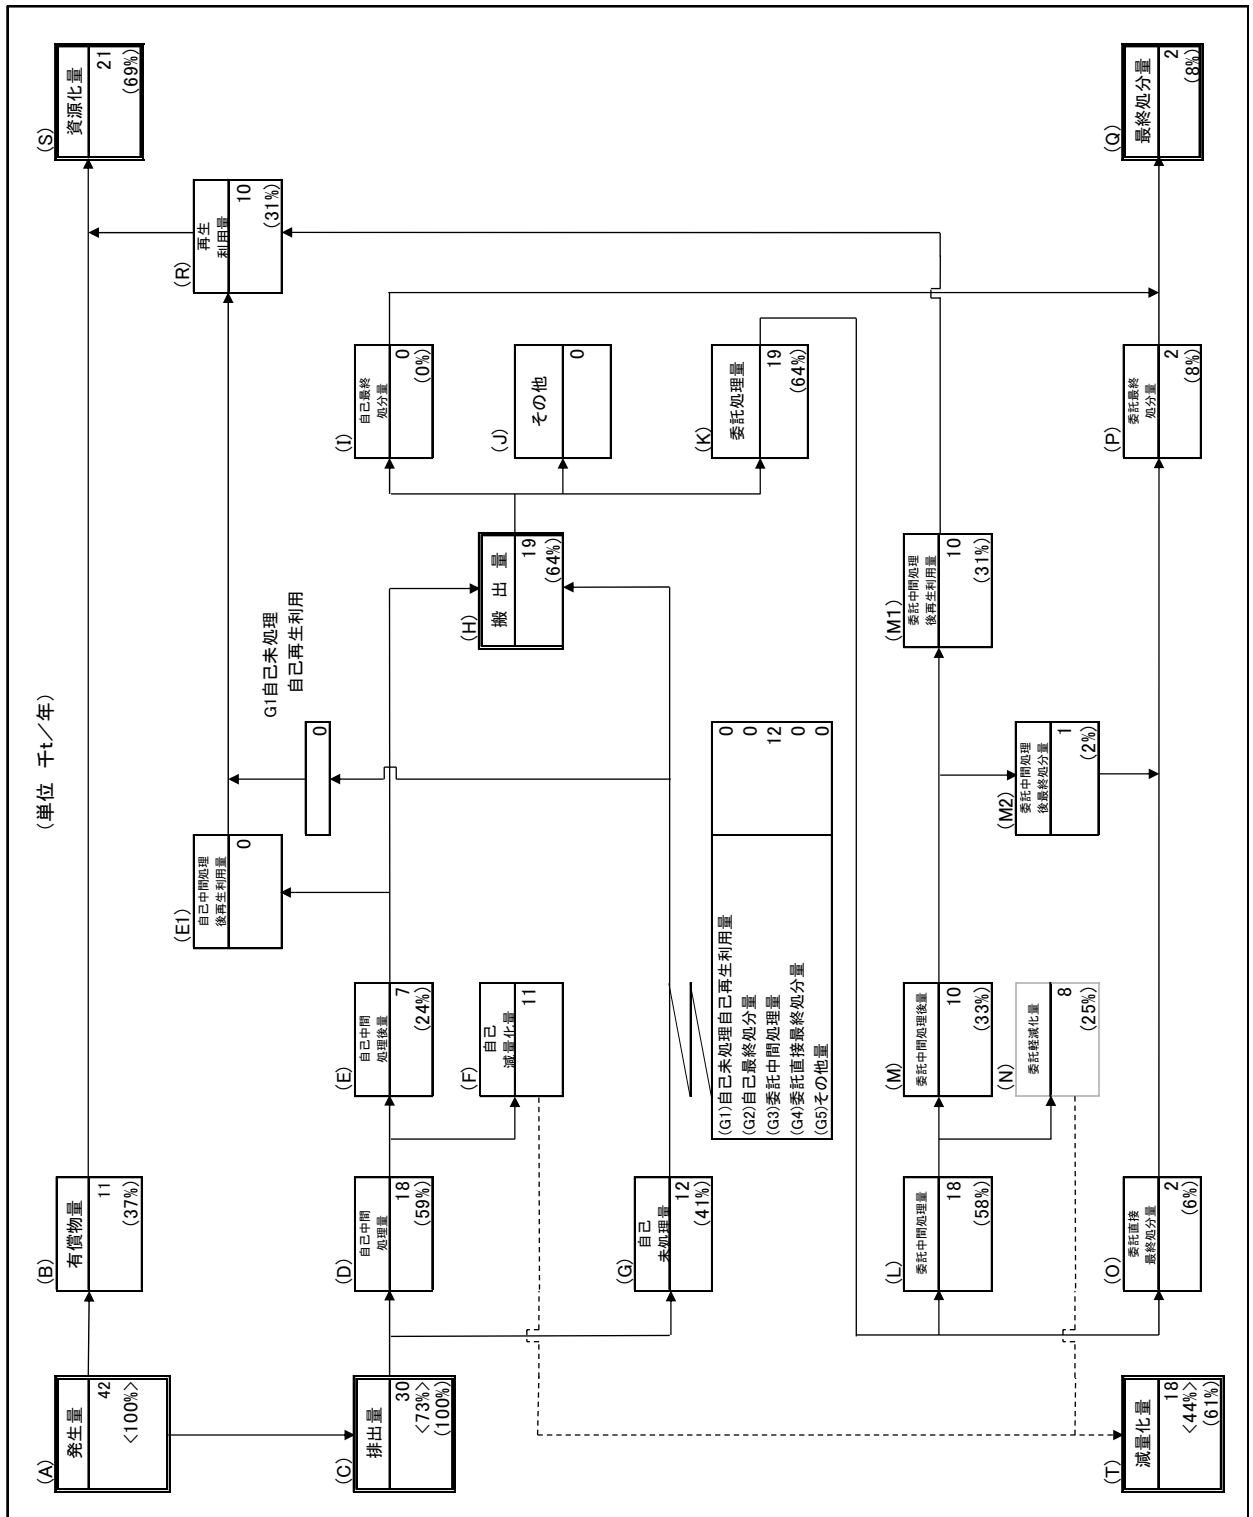 (単位 千t/年)
(A)
発生量
42
<100%>
(B)
有償物量
11
(37%)
(S)
資源化量
21
(69%)
(E1)
自己中間処理
後再生利用量
0
G1自己未処理
自己再生利用
0
(R)
再生
利用量
10
(31%)
(C)
排出量
30
<73%>
(100%)
(D)
自己中間
処理量
18
(59%)
(E)
自己中間
処理後量
7
(24%)
(F)
自己
減量化量
11
(G)
自己
未処理量
12
(41%)
(G1)自己未処理自己再生利用量
0
(G2)自己最終処分量
0
(G3)委託中間処理量
12
(G4)委託直接最終処分量
0
(G5)その他量
0
(H)
搬出量
19
(64%)
(I)
自己最終
処分量
0
(0%)
(J)
その他
0
(K)
委託処理量
19
(64%)
(L)
委託中間処理量
18
(58%)
(M)
委託中間処理後量
10
(33%)
(N)
委託軽減化量
8
(25%)
(M1)
委託中間処理
後再生利用量
10
(31%)
(M2)
委託中間処理
後最終処分量
1
(2%)
(O)
委託直接
最終処分量
2
(6%)
(P)
委託最終
処分量
2
(8%)
(Q)
最終処分量
2
(8%)
(T)
減量化量
18
<44%>
(61%)